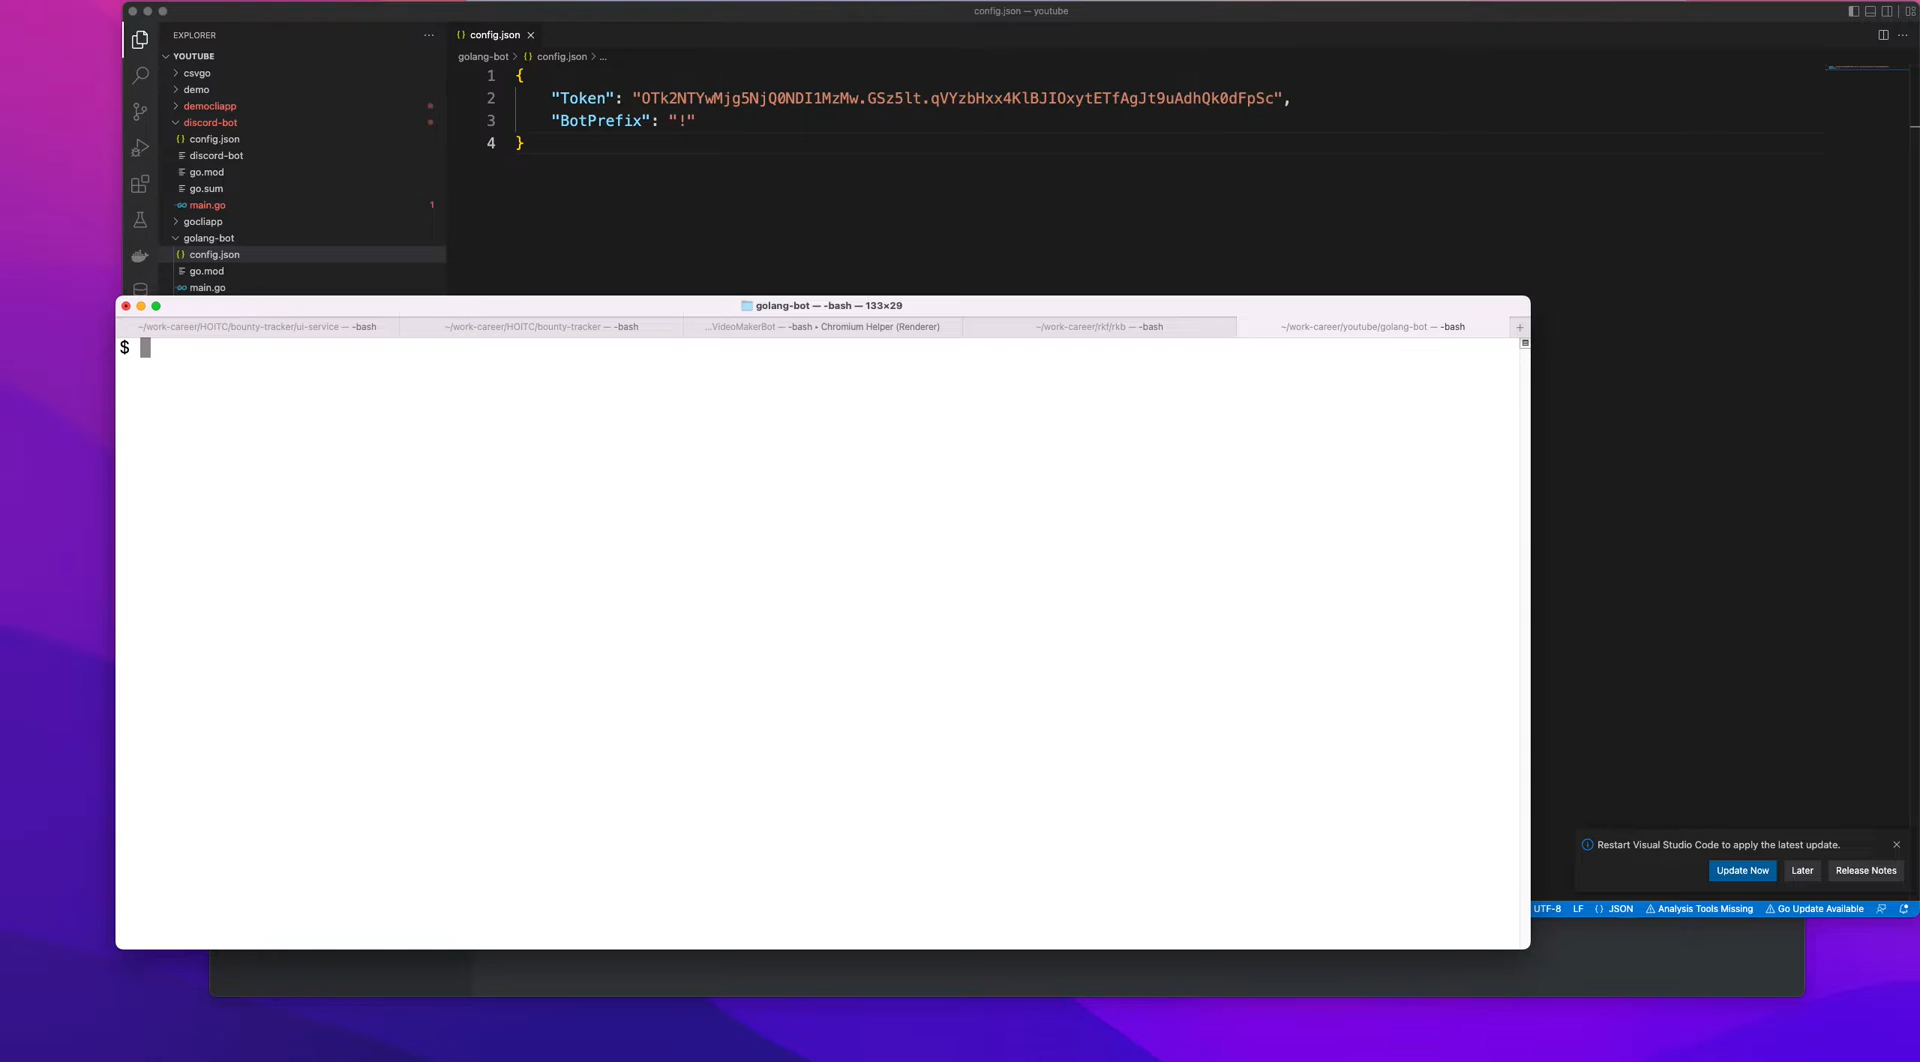 config.json — youtube
EXPLORER
YOUTUBE
csvgo
demo
democliapp
discord-bot
config.json
discord-bot
go.mod
go.sum
main.go 1
gocliapp
golang-bot
config.json
go.mod
main.go
config.json
golang-bot > {} config.json > ...
1 {
2 "Token": "OTk2NTYwMjg5NjQ0NDI1MzMw.GSz5lt.qVYzbHxx4KlBJIOxytETfAgJt9uAdhQk0dFpSc",
3 "BotPrefix": "!"
4 }
golang-bot — -bash — 133×29
~/work-career/HOITC/bounty-tracker/ui-service — -bash
~/work-career/HOITC/bounty-tracker — -bash
...VideoMakerBot — -bash ▸ Chromium Helper (Renderer)
~/work-career/rkf/rkb — -bash
~/work-career/youtube/golang-bot — -bash
$
Restart Visual Studio Code to apply the latest update.
Update Now
Later
Release Notes
UTF-8 LF {} JSON Analysis Tools Missing Go Update Available